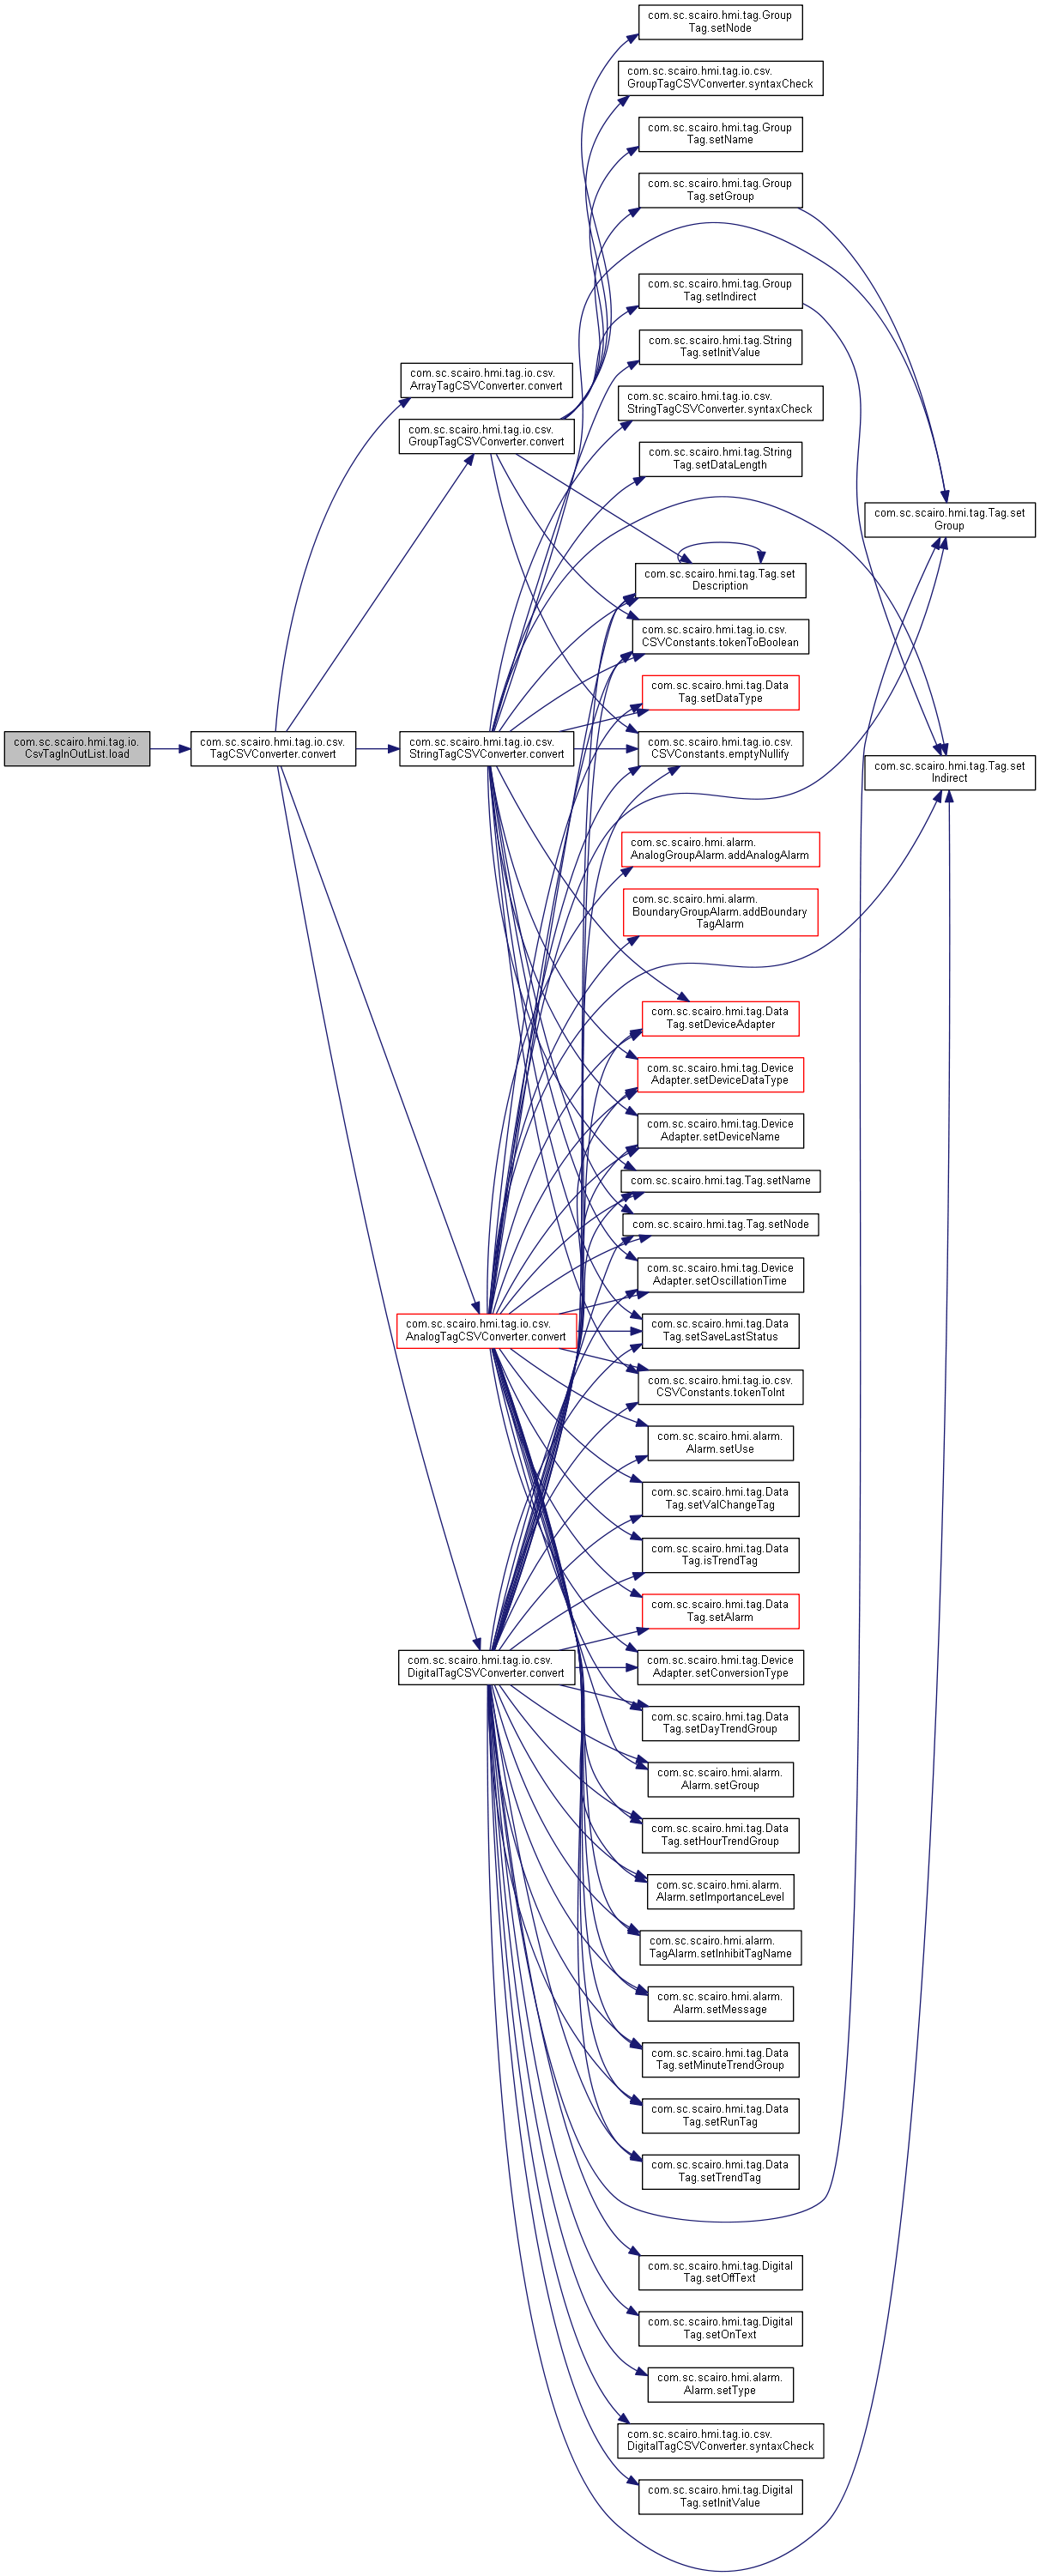 com.sc.scairo.hmi.tag.io.
CsvTagInOutList.load
com.sc.scairo.hmi.tag.io.csv.
TagCSVConverter.convert
com.sc.scairo.hmi.tag.io.csv.
ArrayTagCSVConverter.convert
com.sc.scairo.hmi.tag.io.csv.
GroupTagCSVConverter.convert
com.sc.scairo.hmi.tag.io.csv.
StringTagCSVConverter.convert
com.sc.scairo.hmi.tag.io.csv.
AnalogTagCSVConverter.convert
com.sc.scairo.hmi.tag.io.csv.
DigitalTagCSVConverter.convert
com.sc.scairo.hmi.tag.Group
Tag.setNode
com.sc.scairo.hmi.tag.io.csv.
GroupTagCSVConverter.syntaxCheck
com.sc.scairo.hmi.tag.Group
Tag.setName
com.sc.scairo.hmi.tag.Group
Tag.setGroup
com.sc.scairo.hmi.tag.Group
Tag.setIndirect
com.sc.scairo.hmi.tag.String
Tag.setInitValue
com.sc.scairo.hmi.tag.io.csv.
StringTagCSVConverter.syntaxCheck
com.sc.scairo.hmi.tag.String
Tag.setDataLength
com.sc.scairo.hmi.tag.Tag.set
Description
com.sc.scairo.hmi.tag.io.csv.
CSVConstants.tokenToBoolean
com.sc.scairo.hmi.tag.Data
Tag.setDataType
com.sc.scairo.hmi.tag.io.csv.
CSVConstants.emptyNullify
com.sc.scairo.hmi.alarm.
AnalogGroupAlarm.addAnalogAlarm
com.sc.scairo.hmi.alarm.
BoundaryGroupAlarm.addBoundary
TagAlarm
com.sc.scairo.hmi.tag.Data
Tag.setDeviceAdapter
com.sc.scairo.hmi.tag.Device
Adapter.setDeviceDataType
com.sc.scairo.hmi.tag.Device
Adapter.setDeviceName
com.sc.scairo.hmi.tag.Tag.setName
com.sc.scairo.hmi.tag.Tag.setNode
com.sc.scairo.hmi.tag.Device
Adapter.setOscillationTime
com.sc.scairo.hmi.tag.Data
Tag.setSaveLastStatus
com.sc.scairo.hmi.tag.io.csv.
CSVConstants.tokenToInt
com.sc.scairo.hmi.alarm.
Alarm.setUse
com.sc.scairo.hmi.tag.Data
Tag.setValChangeTag
com.sc.scairo.hmi.tag.Data
Tag.isTrendTag
com.sc.scairo.hmi.tag.Data
Tag.setAlarm
com.sc.scairo.hmi.tag.Device
Adapter.setConversionType
com.sc.scairo.hmi.tag.Data
Tag.setDayTrendGroup
com.sc.scairo.hmi.alarm.
Alarm.setGroup
com.sc.scairo.hmi.tag.Data
Tag.setHourTrendGroup
com.sc.scairo.hmi.alarm.
Alarm.setImportanceLevel
com.sc.scairo.hmi.alarm.
TagAlarm.setInhibitTagName
com.sc.scairo.hmi.alarm.
Alarm.setMessage
com.sc.scairo.hmi.tag.Data
Tag.setMinuteTrendGroup
com.sc.scairo.hmi.tag.Data
Tag.setRunTag
com.sc.scairo.hmi.tag.Data
Tag.setTrendTag
com.sc.scairo.hmi.tag.Digital
Tag.setOffText
com.sc.scairo.hmi.tag.Digital
Tag.setOnText
com.sc.scairo.hmi.alarm.
Alarm.setType
com.sc.scairo.hmi.tag.io.csv.
DigitalTagCSVConverter.syntaxCheck
com.sc.scairo.hmi.tag.Digital
Tag.setInitValue
com.sc.scairo.hmi.tag.Tag.set
Group
com.sc.scairo.hmi.tag.Tag.set
Indirect